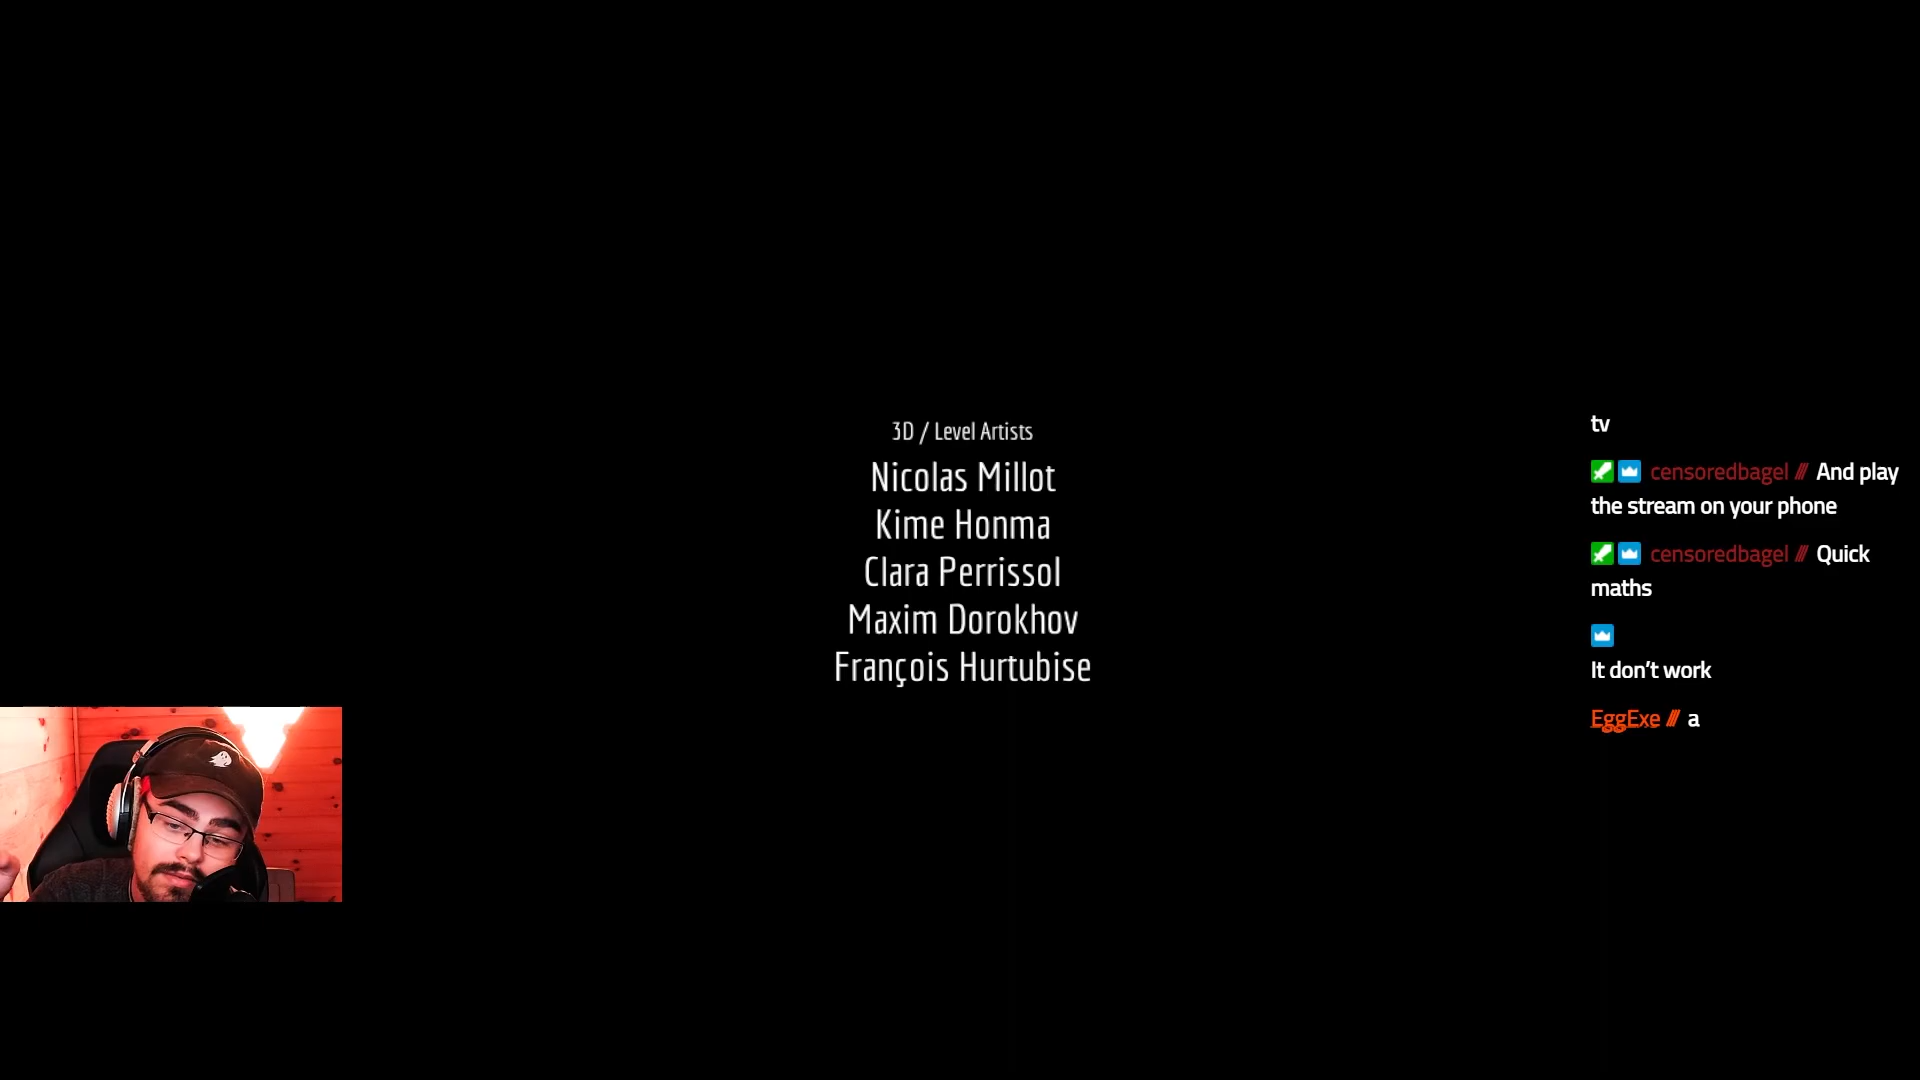 3D / Level Artists
Nicolas Millot
Kime Honma
Clara Perrissol
Maxim Dorokhov
François Hurtubise
tv
censoredbagel /// And play
the stream on your phone
censoredbagel /// Quick
maths
It don't work
EggExe /// a